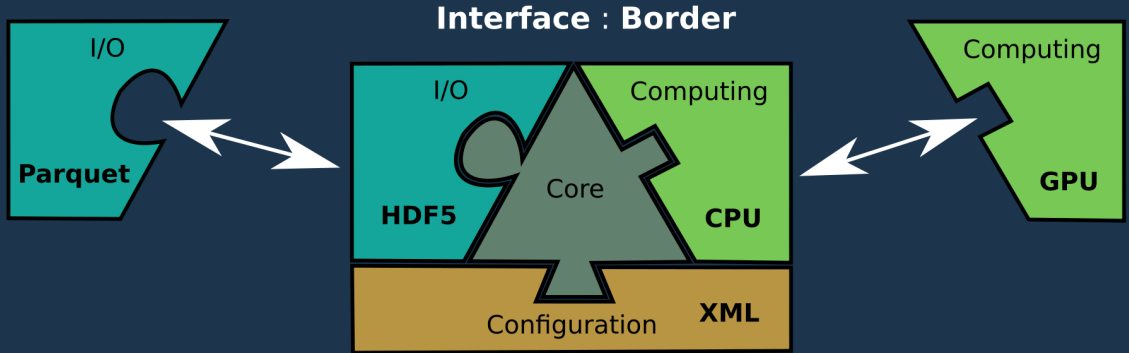 Interface : Border
I/O
Parquet
I/O
HDF5
Core
Computing
CPU
Configuration
XML
Computing
GPU